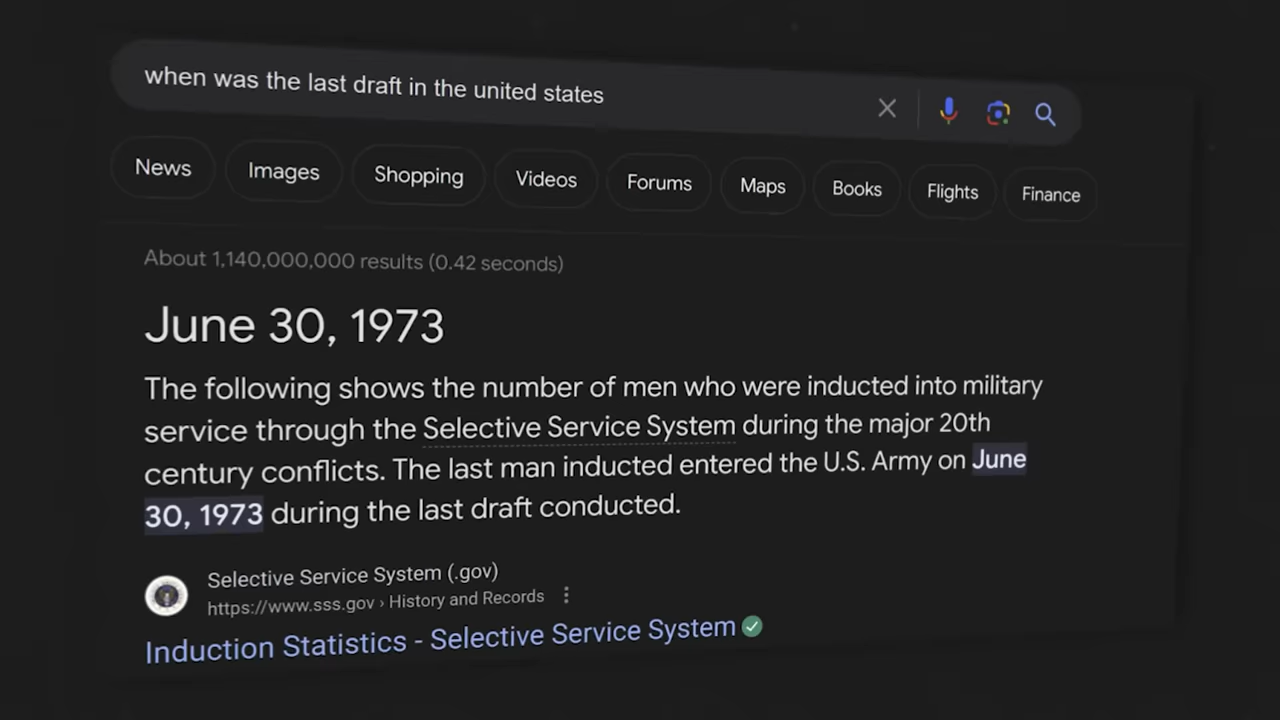 when was the last draft in the united states
News Images Shopping Videos Forums Maps Books Flights Finance
About 1,140,000,000 results (0.42 seconds)
June 30, 1973
The following shows the number of men who were inducted into military
service through the Selective Service System during the major 20th
century conflicts. The last man inducted entered the U.S. Army on June
30, 1973 during the last draft conducted.
Selective Service System (.gov)
https://www.sss.gov › History and Records
Induction Statistics - Selective Service System